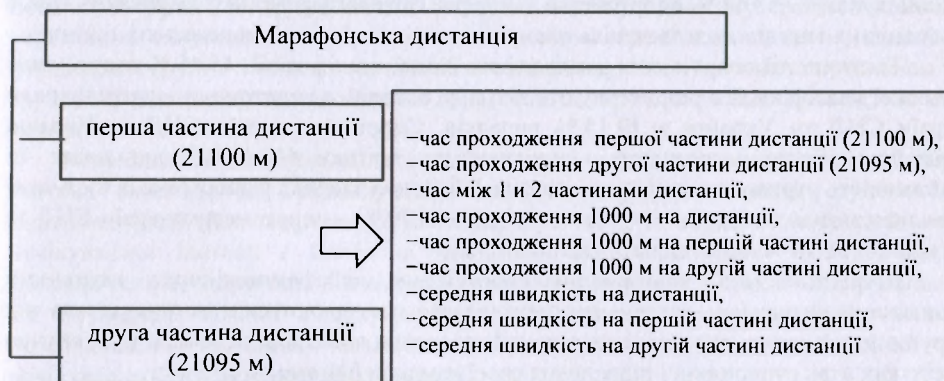 Марафонська дистанція
перша частина дистанції
(21100 м)
друга частина дистанції
(21095 м)
−час проходження першої частини дистанції (21100 м),
−час проходження другої частини дистанції (21095 м),
−час між 1 і 2 частинами дистанції,
−час проходження 1000 м на дистанції,
−час проходження 1000 м на першій частині дистанції,
−час проходження 1000 м на другій частині дистанції,
−середня швидкість на дистанції,
−середня швидкість на першій частині дистанції,
−середня швидкість на другій частині дистанції